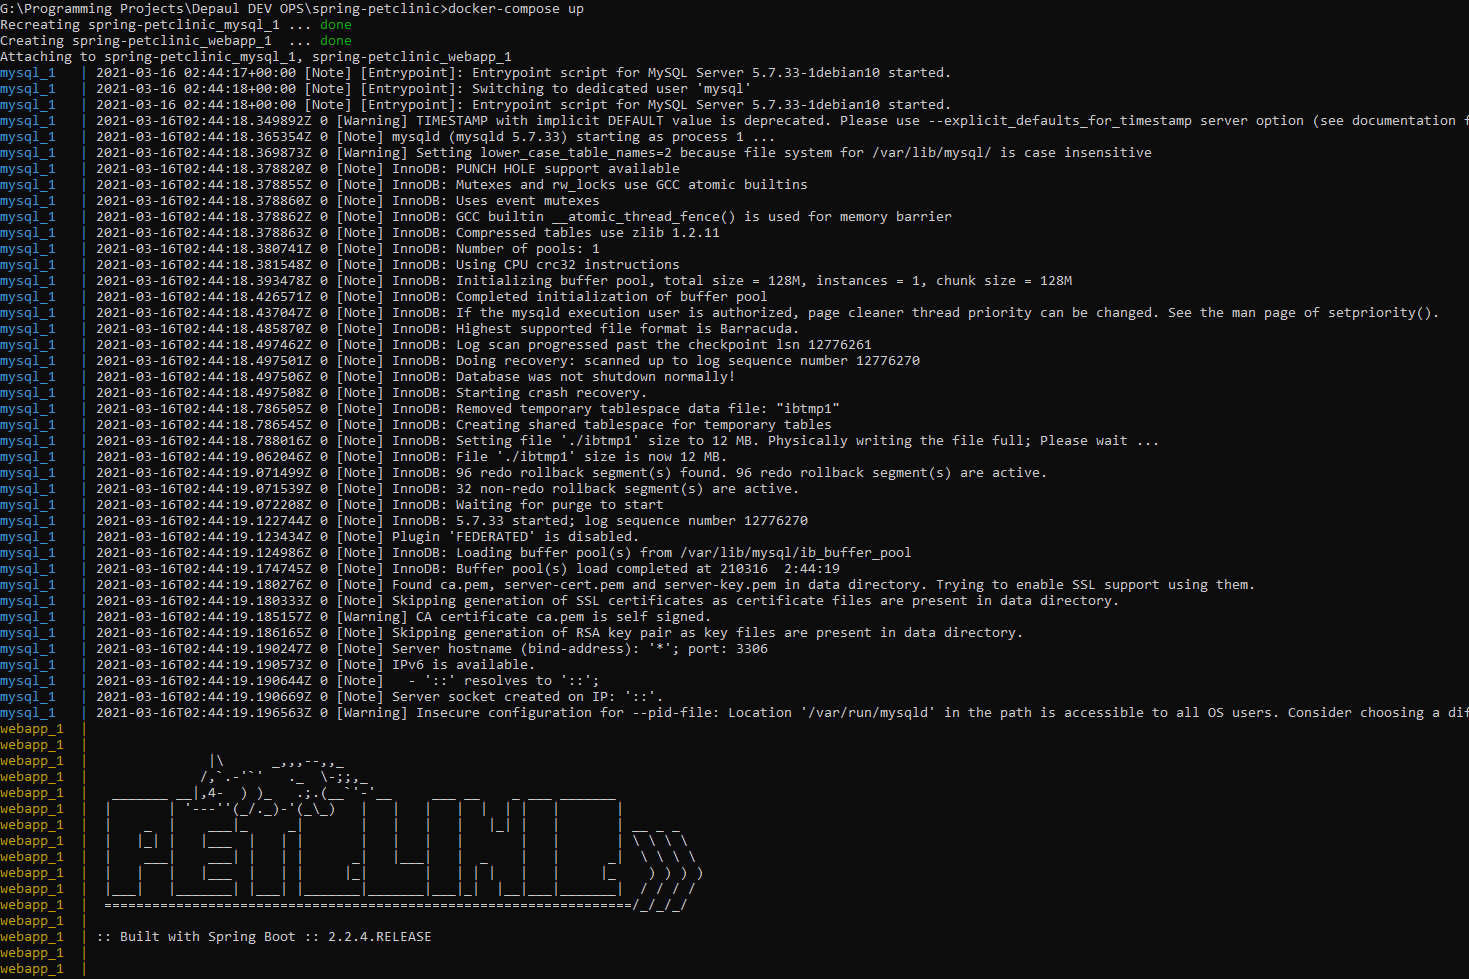 G:\Programming Projects\Depaul DEV OPS\spring-petclinic>docker-compose up
Recreating spring-petclinic_mysql_1 ... done
Creating spring-petclinic_webapp_1  ... done
Attaching to spring-petclinic_mysql_1, spring-petclinic_webapp_1
mysql_1   | 2021-03-16 02:44:17+00:00 [Note] [Entrypoint]: Entrypoint script for MySQL Server 5.7.33-1debian10 started.
mysql_1   | 2021-03-16 02:44:18+00:00 [Note] [Entrypoint]: Switching to dedicated user 'mysql'
mysql_1   | 2021-03-16 02:44:18+00:00 [Note] [Entrypoint]: Entrypoint script for MySQL Server 5.7.33-1debian10 started.
mysql_1   | 2021-03-16T02:44:18.349892Z 0 [Warning] TIMESTAMP with implicit DEFAULT value is deprecated. Please use --explicit_defaults_for_timestamp server option (see documentation f
mysql_1   | 2021-03-16T02:44:18.365354Z 0 [Note] mysqld (mysqld 5.7.33) starting as process 1 ...
mysql_1   | 2021-03-16T02:44:18.369873Z 0 [Warning] Setting lower_case_table_names=2 because file system for /var/lib/mysql/ is case insensitive
mysql_1   | 2021-03-16T02:44:18.378820Z 0 [Note] InnoDB: PUNCH HOLE support available
mysql_1   | 2021-03-16T02:44:18.378855Z 0 [Note] InnoDB: Mutexes and rw_locks use GCC atomic builtins
mysql_1   | 2021-03-16T02:44:18.378860Z 0 [Note] InnoDB: Uses event mutexes
mysql_1   | 2021-03-16T02:44:18.378862Z 0 [Note] InnoDB: GCC builtin __atomic_thread_fence() is used for memory barrier
mysql_1   | 2021-03-16T02:44:18.378863Z 0 [Note] InnoDB: Compressed tables use zlib 1.2.11
mysql_1   | 2021-03-16T02:44:18.380741Z 0 [Note] InnoDB: Number of pools: 1
mysql_1   | 2021-03-16T02:44:18.381548Z 0 [Note] InnoDB: Using CPU crc32 instructions
mysql_1   | 2021-03-16T02:44:18.393478Z 0 [Note] InnoDB: Initializing buffer pool, total size = 128M, instances = 1, chunk size = 128M
mysql_1   | 2021-03-16T02:44:18.426571Z 0 [Note] InnoDB: Completed initialization of buffer pool
mysql_1   | 2021-03-16T02:44:18.437047Z 0 [Note] InnoDB: If the mysqld execution user is authorized, page cleaner thread priority can be changed. See the man page of setpriority().
mysql_1   | 2021-03-16T02:44:18.485870Z 0 [Note] InnoDB: Highest supported file format is Barracuda.
mysql_1   | 2021-03-16T02:44:18.497462Z 0 [Note] InnoDB: Log scan progressed past the checkpoint lsn 12776261
mysql_1   | 2021-03-16T02:44:18.497501Z 0 [Note] InnoDB: Doing recovery: scanned up to log sequence number 12776270
mysql_1   | 2021-03-16T02:44:18.497506Z 0 [Note] InnoDB: Database was not shutdown normally!
mysql_1   | 2021-03-16T02:44:18.497508Z 0 [Note] InnoDB: Starting crash recovery.
mysql_1   | 2021-03-16T02:44:18.786505Z 0 [Note] InnoDB: Removed temporary tablespace data file: "ibtmp1"
mysql_1   | 2021-03-16T02:44:18.786545Z 0 [Note] InnoDB: Creating shared tablespace for temporary tables
mysql_1   | 2021-03-16T02:44:18.788016Z 0 [Note] InnoDB: Setting file './ibtmp1' size to 12 MB. Physically writing the file full; Please wait ...
mysql_1   | 2021-03-16T02:44:19.062046Z 0 [Note] InnoDB: File './ibtmp1' size is now 12 MB.
mysql_1   | 2021-03-16T02:44:19.071499Z 0 [Note] InnoDB: 96 redo rollback segment(s) found. 96 redo rollback segment(s) are active.
mysql_1   | 2021-03-16T02:44:19.071539Z 0 [Note] InnoDB: 32 non-redo rollback segment(s) are active.
mysql_1   | 2021-03-16T02:44:19.072208Z 0 [Note] InnoDB: Waiting for purge to start
mysql_1   | 2021-03-16T02:44:19.122744Z 0 [Note] InnoDB: 5.7.33 started; log sequence number 12776270
mysql_1   | 2021-03-16T02:44:19.123434Z 0 [Note] Plugin 'FEDERATED' is disabled.
mysql_1   | 2021-03-16T02:44:19.124986Z 0 [Note] InnoDB: Loading buffer pool(s) from /var/lib/mysql/ib_buffer_pool
mysql_1   | 2021-03-16T02:44:19.174745Z 0 [Note] InnoDB: Buffer pool(s) load completed at 210316  2:44:19
mysql_1   | 2021-03-16T02:44:19.180276Z 0 [Note] Found ca.pem, server-cert.pem and server-key.pem in data directory. Trying to enable SSL support using them.
mysql_1   | 2021-03-16T02:44:19.180333Z 0 [Note] Skipping generation of SSL certificates as certificate files are present in data directory.
mysql_1   | 2021-03-16T02:44:19.185157Z 0 [Warning] CA certificate ca.pem is self signed.
mysql_1   | 2021-03-16T02:44:19.186165Z 0 [Note] Skipping generation of RSA key pair as key files are present in data directory.
mysql_1   | 2021-03-16T02:44:19.190247Z 0 [Note] Server hostname (bind-address): '*'; port: 3306
mysql_1   | 2021-03-16T02:44:19.190573Z 0 [Note] IPv6 is available.
mysql_1   | 2021-03-16T02:44:19.190644Z 0 [Note]   - '::' resolves to '::';
mysql_1   | 2021-03-16T02:44:19.190669Z 0 [Note] Server socket created on IP: '::'.
mysql_1   | 2021-03-16T02:44:19.196563Z 0 [Warning] Insecure configuration for --pid-file: Location '/var/run/mysqld' in the path is accessible to all OS users. Consider choosing a dif
webapp_1  |
webapp_1  |
webapp_1  |               |\      _,,,--,,_
webapp_1  |              /,`.-'`'   ._  \-;;,_
webapp_1  |   _______ __|,4-  ) )_   .;.(__`'-'__     ___ __    _ ___ _______
webapp_1  |  |       | '---''(_/._)-'(_\_)   |   |   |   |  |  | |   |       |
webapp_1  |  |    _  |    ___|_     _|       |   |   |   |   |_| |   |       | __ _ _
webapp_1  |  |   |_| |   |___  |   | |       |   |   |   |       |   |       | \ \ \ \
webapp_1  |  |    ___|    ___| |   | |      _|   |___|   |  _    |   |      _|  \ \ \ \
webapp_1  |  |   |   |   |___  |   | |     |_|       |   | | |   |   |     |_    ) ) ) )
webapp_1  |  |___|   |_______| |___| |_______|_______|___|_|  |__|___|_______|  / / / /
webapp_1  |  ==================================================================/_/_/_/
webapp_1  |
webapp_1  | :: Built with Spring Boot :: 2.2.4.RELEASE
webapp_1  |
webapp_1  |